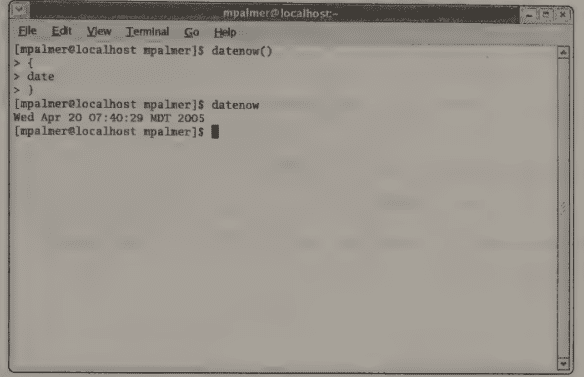 mpalmer@localhost:~
File Edit View Terminal Go Help
[mpalmer@localhost mpalmer]$ datenow()
> {
> date
> }
[mpalmer@localhost mpalmer]$ datenow
Wed Apr 20 07:40:29 MDT 2005
[mpalmer@localhost mpalmer]$